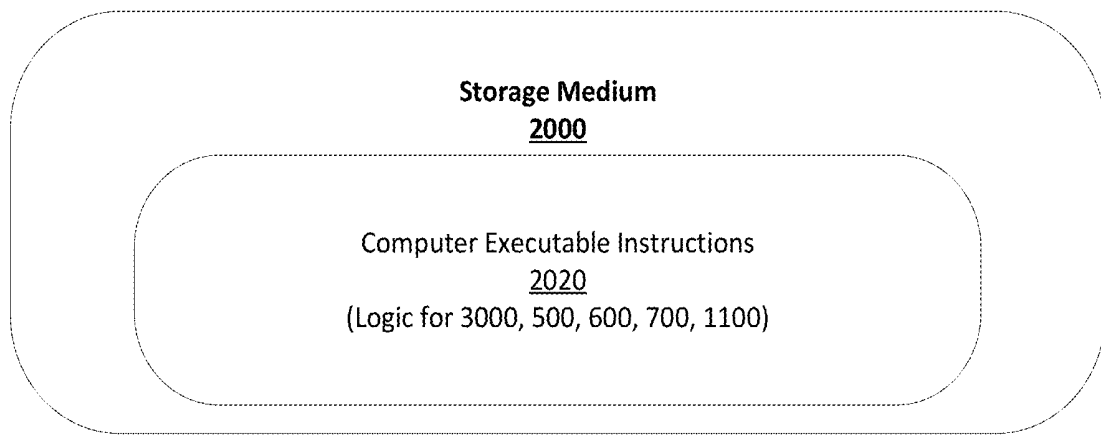 Storage Medium
2000
Computer Executable Instructions
2020
(Logic for 3000, 500, 600, 700, 1100)